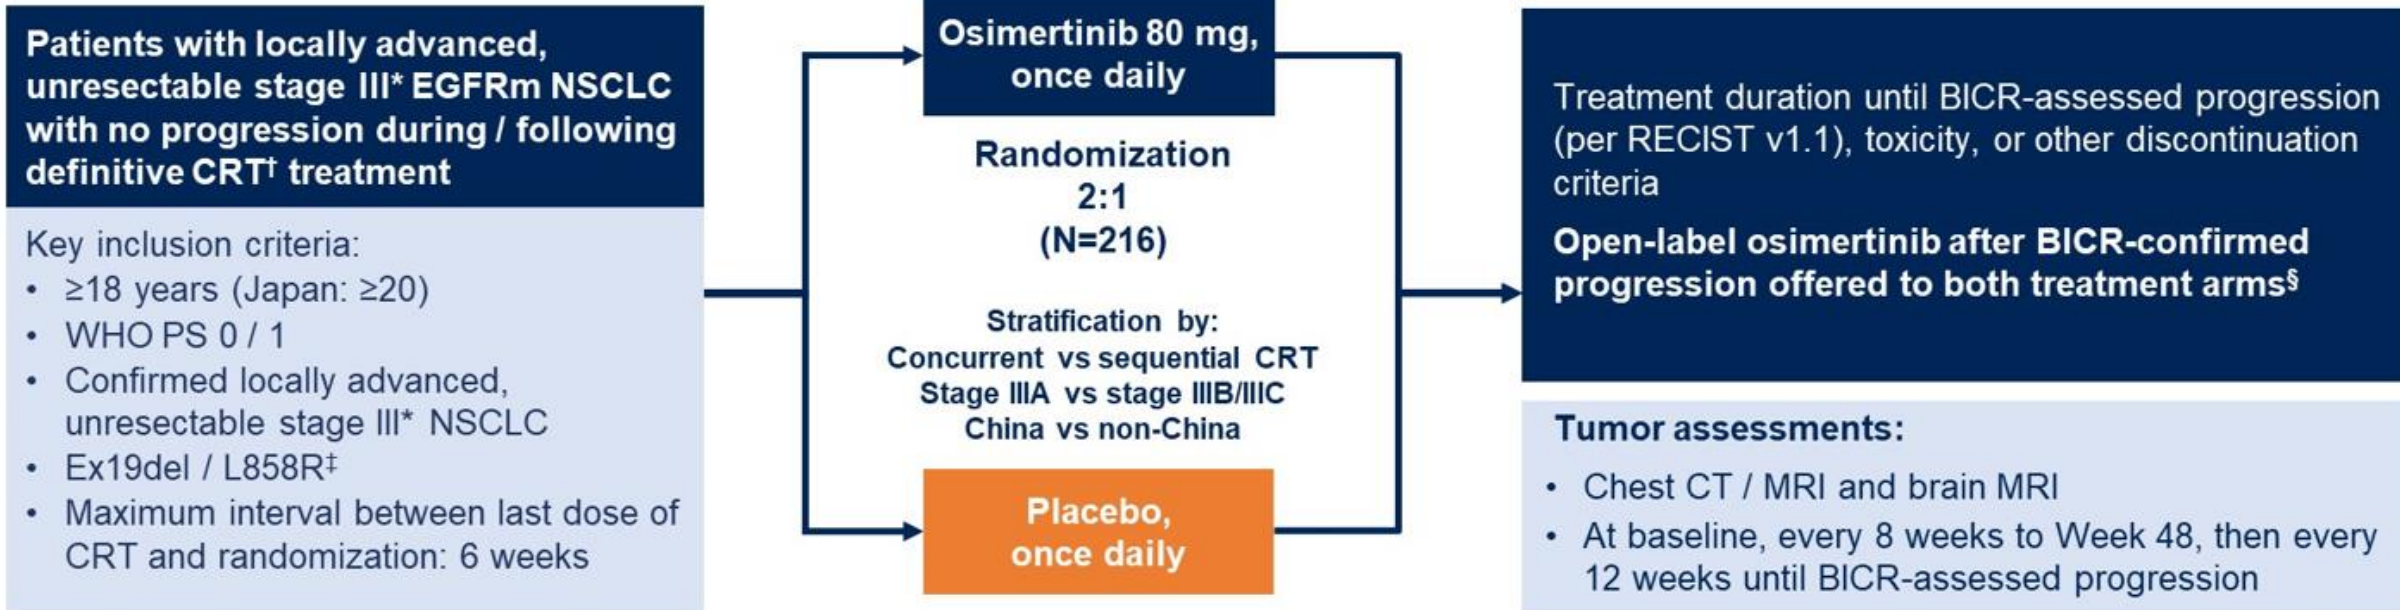 Patients with locally advanced,
unresectable stage III* EGFRm NSCLC
with no progression during / following
definitive CRT† treatment
Key inclusion criteria:
• ≥18 years (Japan: ≥20)
• WHO PS 0 / 1
• Confirmed locally advanced,
unresectable stage III* NSCLC
• Ex19del / L858R‡
• Maximum interval between last dose of
CRT and randomization: 6 weeks
Osimertinib 80 mg,
once daily
Randomization
2:1
(N=216)
Stratification by:
Concurrent vs sequential CRT
Stage IIIA vs stage IIIB/IIIC
China vs non-China
Placebo,
once daily
Treatment duration until BICR-assessed progression
(per RECIST v1.1), toxicity, or other discontinuation
criteria
Open-label osimertinib after BICR-confirmed
progression offered to both treatment arms§
Tumor assessments:
• Chest CT / MRI and brain MRI
• At baseline, every 8 weeks to Week 48, then every
12 weeks until BICR-assessed progression